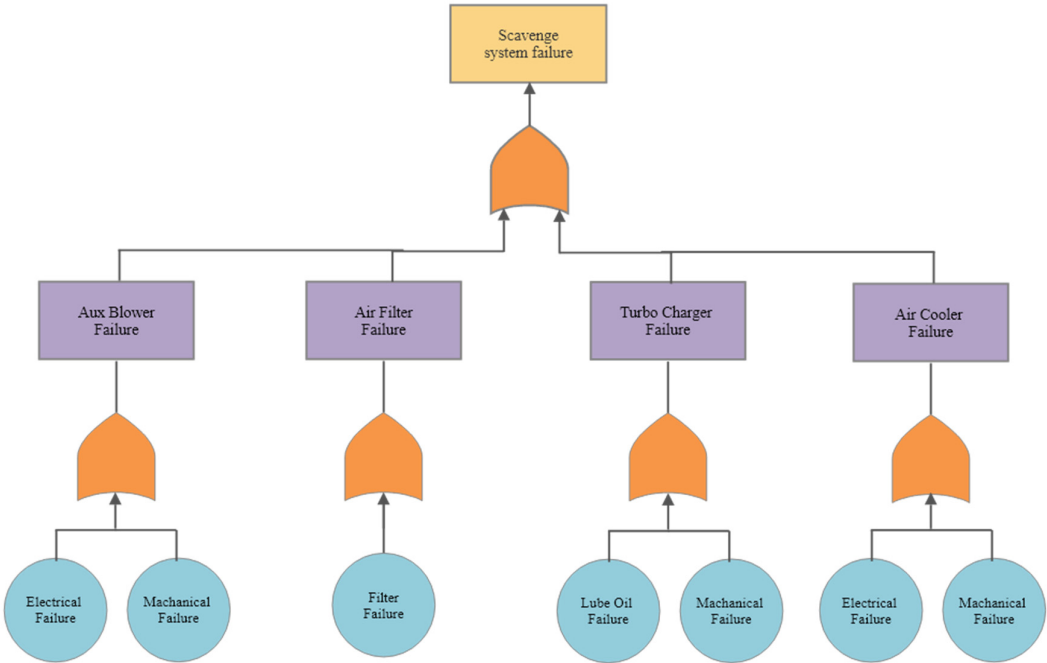 Scavenge
system failure
Aux Blower
Failure
Air Filter
Failure
Turbo Charger
Failure
Air Cooler
Failure
Electrical
Failure
Machanical
Failure
Filter
Failure
Lube Oil
Failure
Machanical
Failure
Electrical
Failure
Machanical
Failure